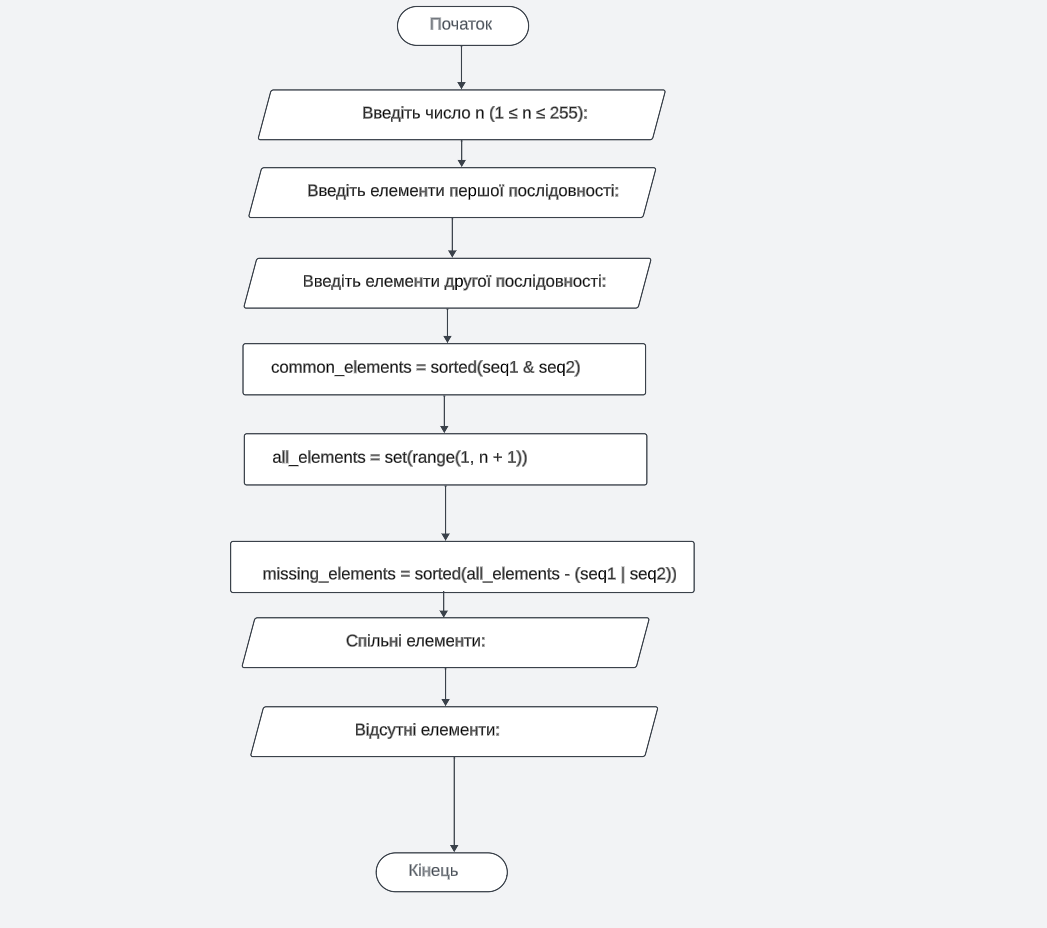 Початок
Введіть число n (1 ≤ n ≤ 255):
Введіть елементи першої послідовності:
Введіть елементи другої послідовності:
common_elements = sorted(seq1 & seq2)
all_elements = set(range(1, n + 1))
missing_elements = sorted(all_elements - (seq1 | seq2))
Спільні елементи:
Відсутні елементи:
Кінець